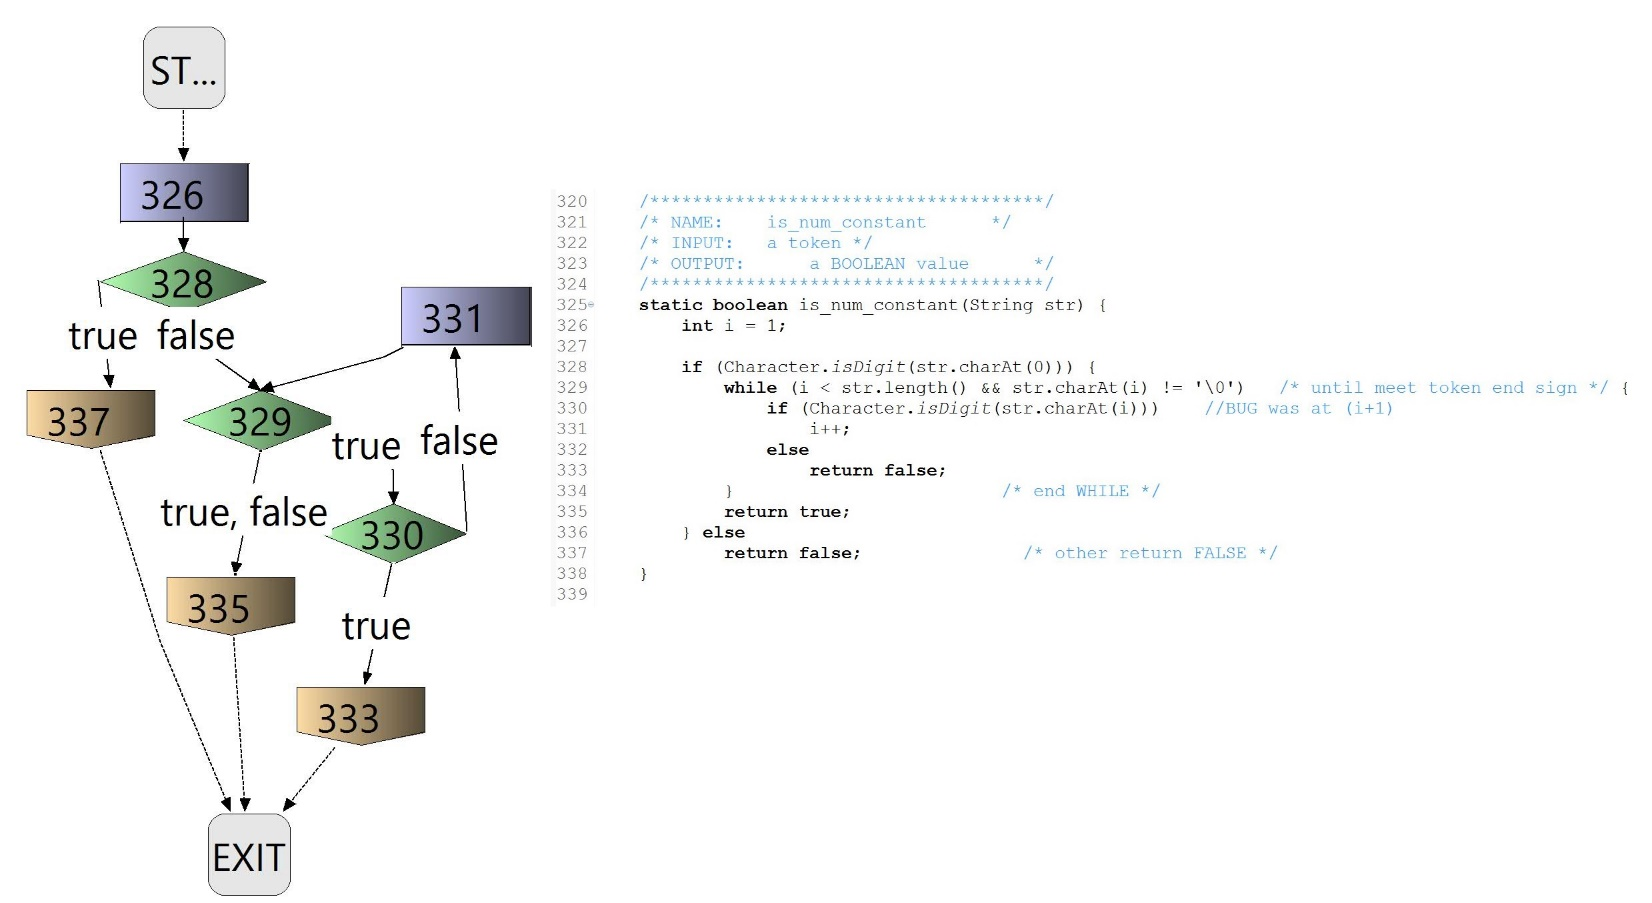 ST...
326
328
true false
331
337
329
true false
true, false
330
335
true
333
EXIT
320 /*************************************/
321 /* NAME: is_num_constant */
322 /* INPUT: a token */
323 /* OUTPUT: a BOOLEAN value */
324 /*************************************/
325 static boolean is_num_constant(String str) {
326 int i = 1;
327
328 if (Character.isDigit(str.charAt(0))) {
329 while (i < str.length() && str.charAt(i) != '\0') /* until meet token end sign */ {
330 if (Character.isDigit(str.charAt(i))) //BUG was at (i+1)
331 i++;
332 else
333 return false;
334 } /* end WHILE */
335 return true;
336 } else
337 return false; /* other return FALSE */
338 }
339